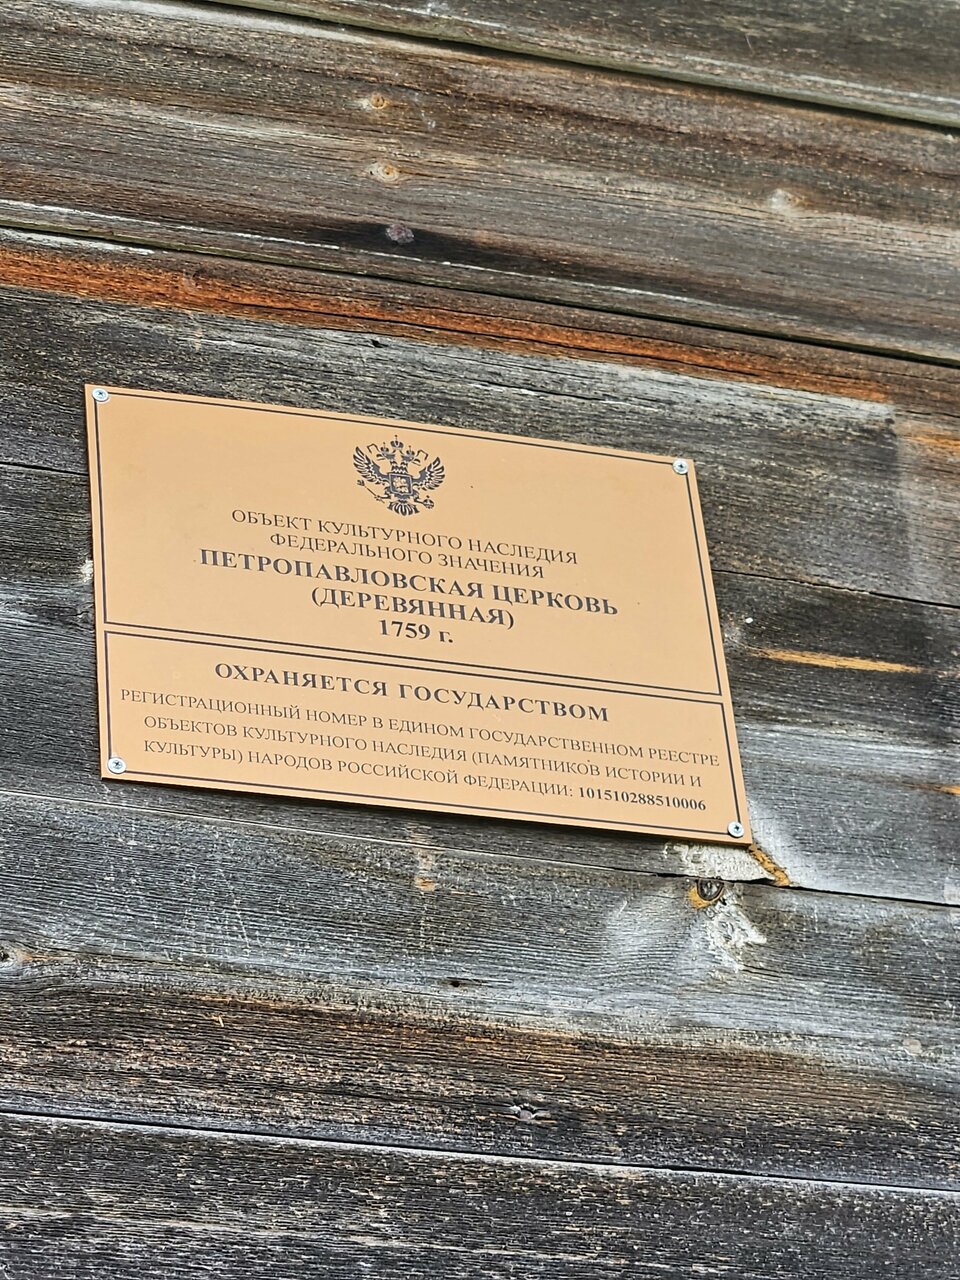 ОБЪЕКТ КУЛЬТУРНОГО НАСЛЕДИЯ
ФЕДЕРАЛЬНОГО ЗНАЧЕНИЯ
ПЕТРОПАВЛОВСКАЯ ЦЕРКОВЬ
(ДЕРЕВЯННАЯ)
1759 г.
ОХРАНЯЕТСЯ ГОСУДАРСТВОМ
РЕГИСТРАЦИОННЫЙ НОМЕР В ЕДИНОМ ГОСУДАРСТВЕННОМ РЕЕСТРЕ
ОБЪЕКТОВ КУЛЬТУРНОГО НАСЛЕДИЯ (ПАМЯТНИКОВ ИСТОРИИ И
КУЛЬТУРЫ) НАРОДОВ РОССИЙСКОЙ ФЕДЕРАЦИИ: 101510288510006